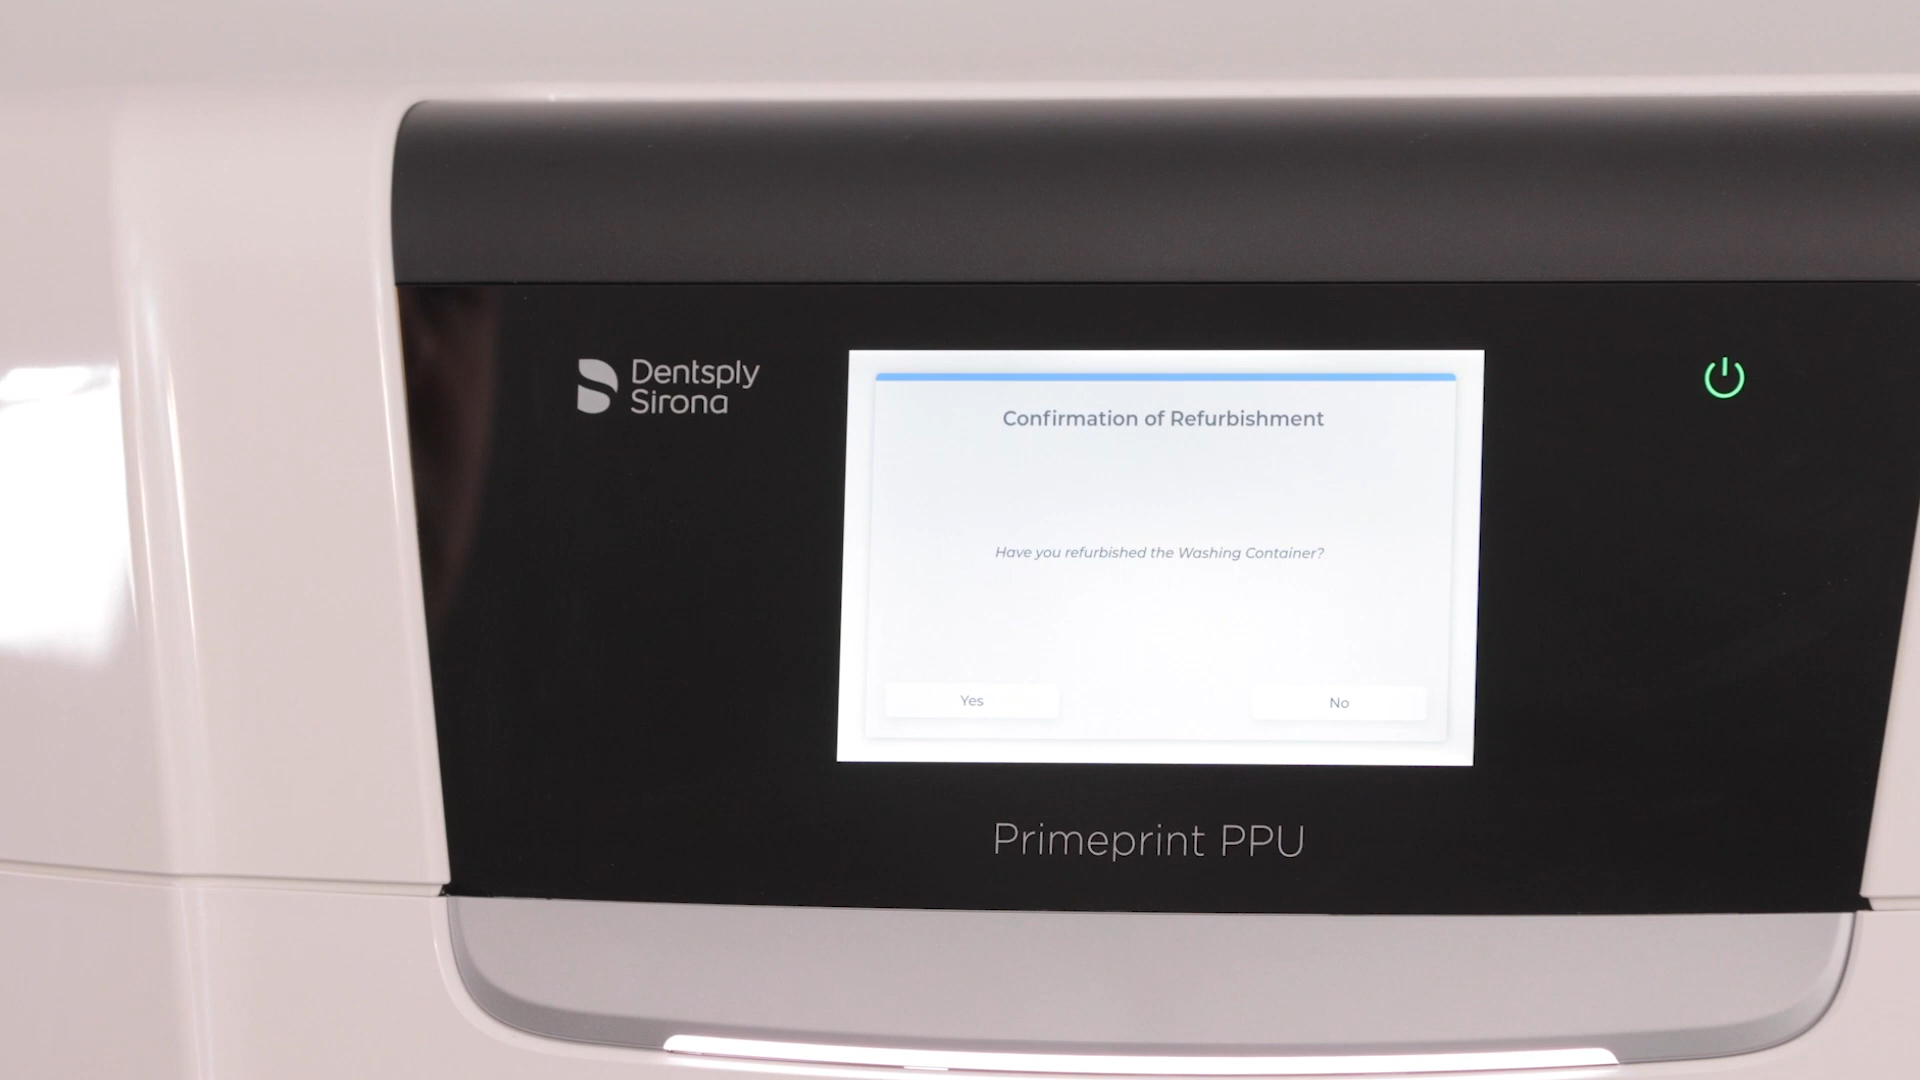 Dentsply
Sirona
Confirmation of Refurbishment
Have you refurbished the Washing Container?
Yes
No
Primeprint PPU